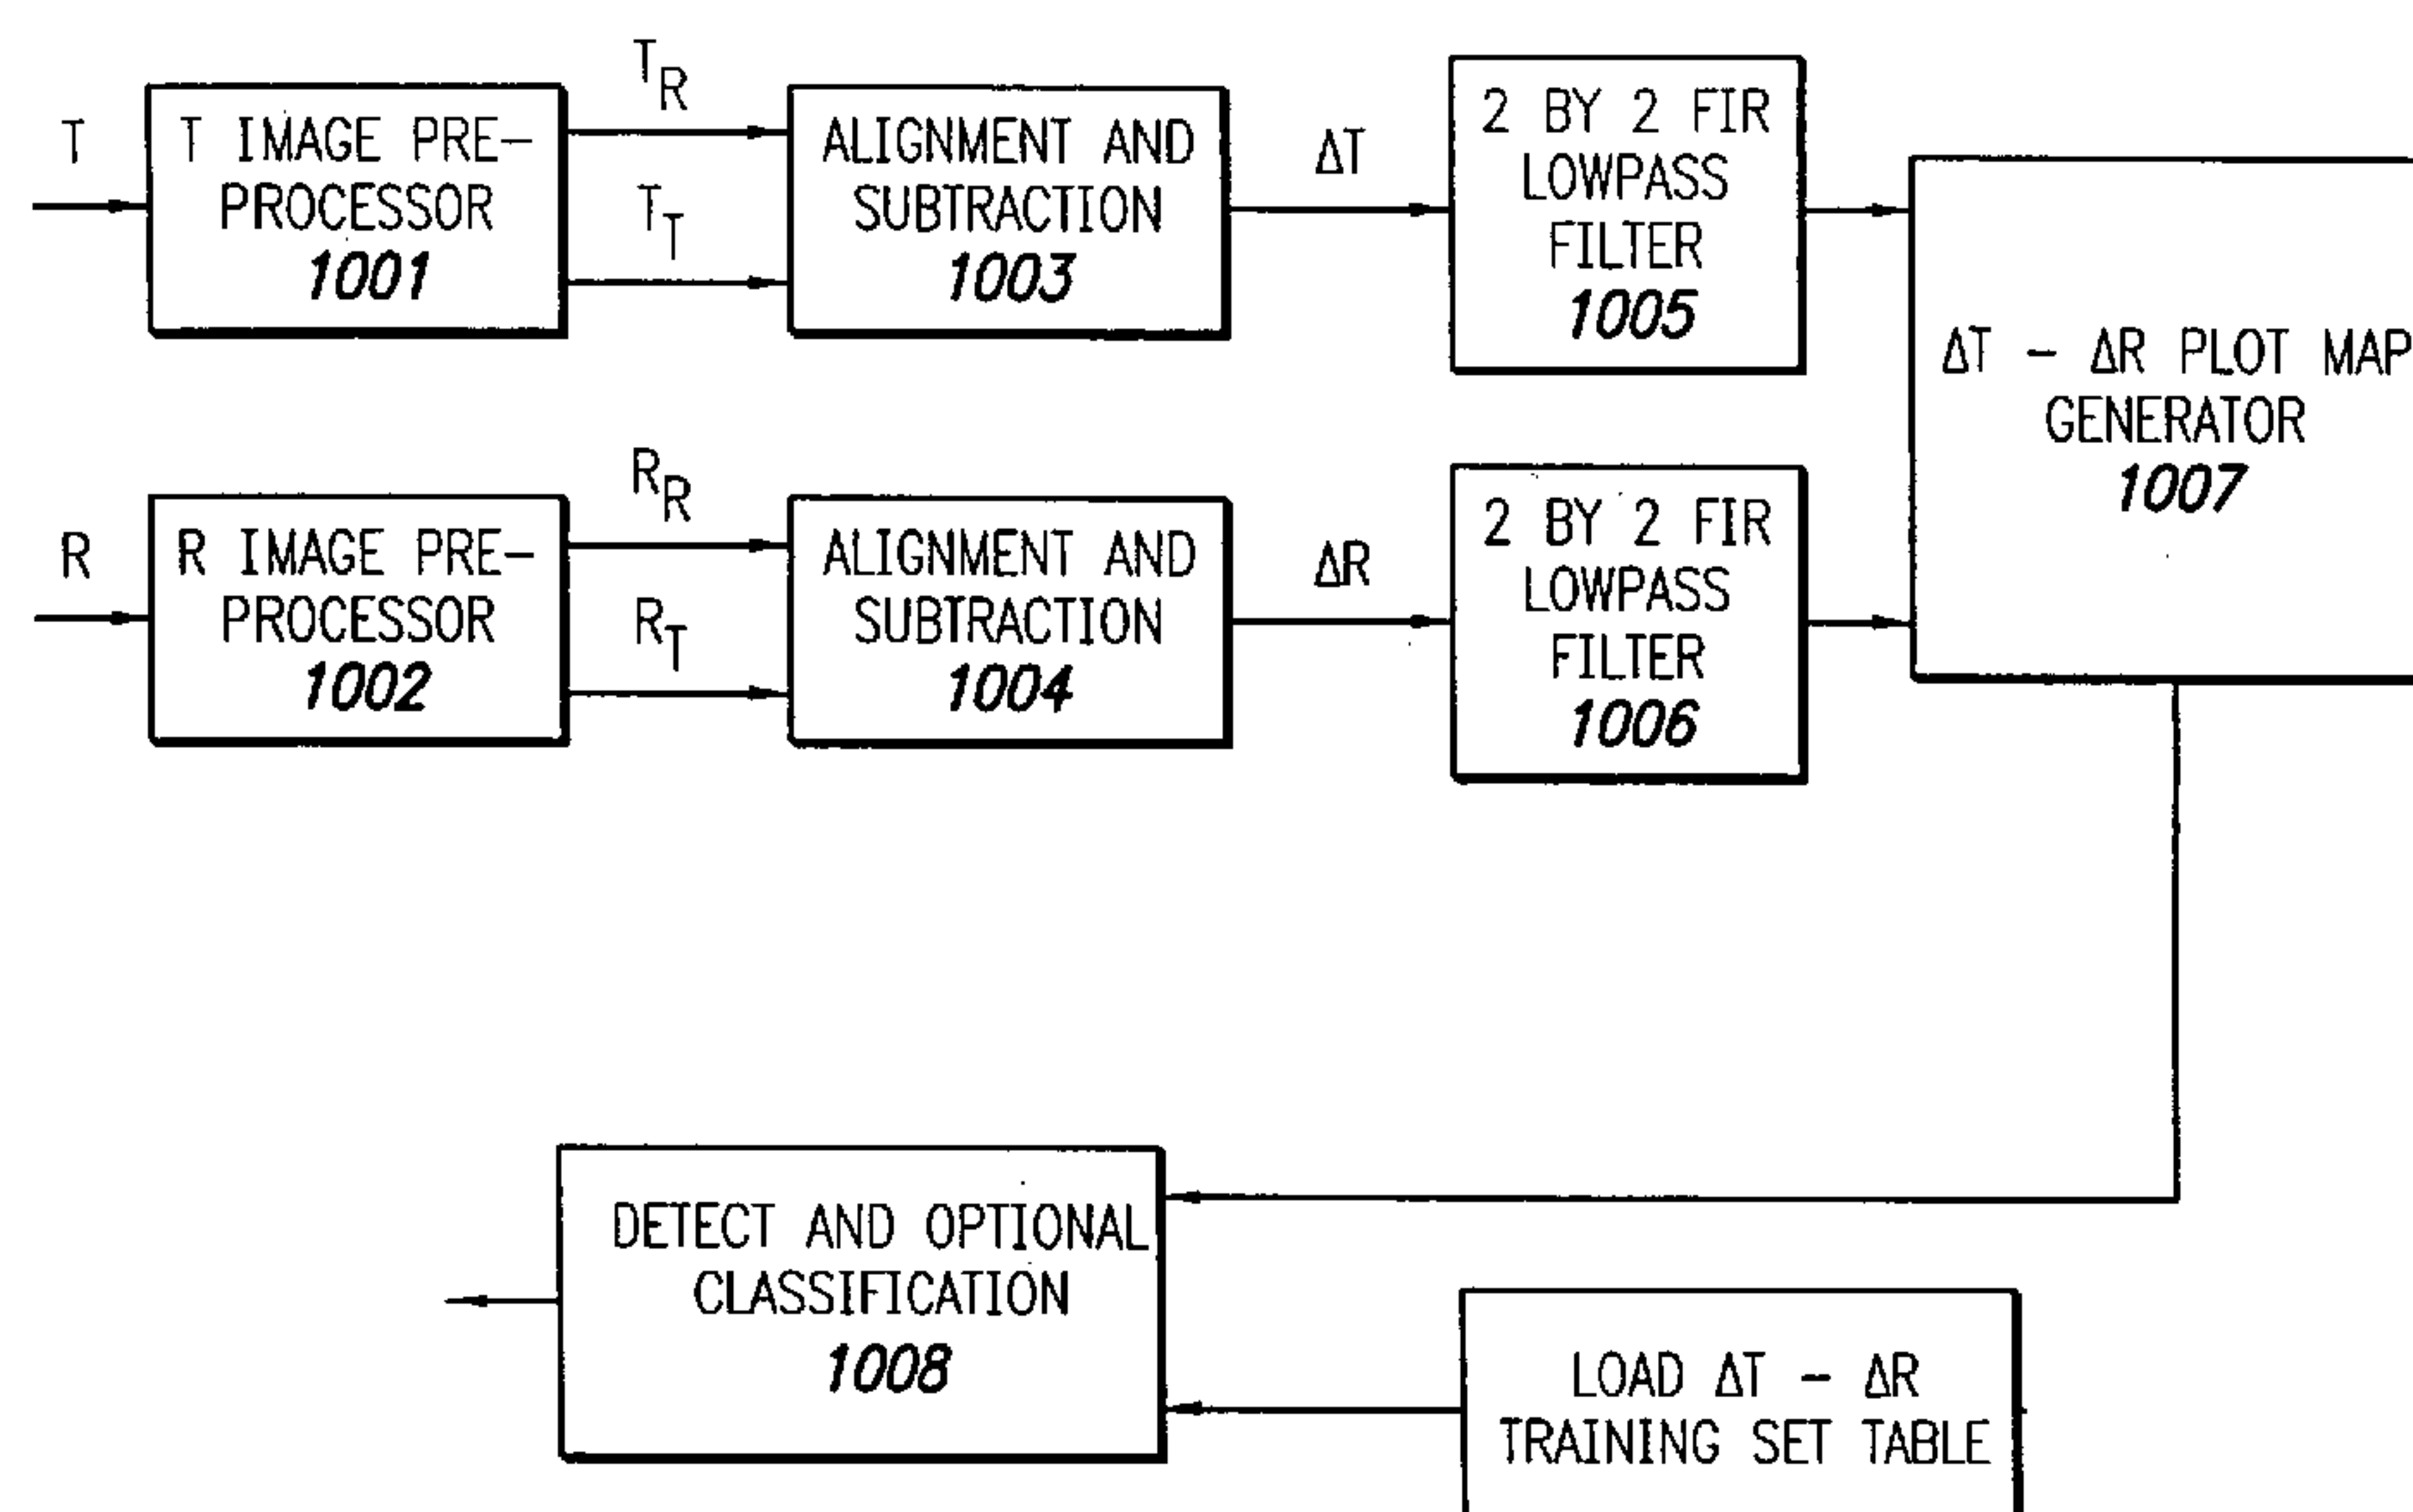 T
T IMAGE PRE-
PROCESSOR
1001
T_R
T_T
ALIGNMENT AND
SUBTRACTION
1003
ΔT
2 BY 2 FIR
LOWPASS
FILTER
1005
ΔT - ΔR PLOT MAP
GENERATOR
1007
R
R IMAGE PRE-
PROCESSOR
1002
R_R
R_T
ALIGNMENT AND
SUBTRACTION
1004
ΔR
2 BY 2 FIR
LOWPASS
FILTER
1006
DETECT AND OPTIONAL
CLASSIFICATION
1008
LOAD ΔT - ΔR
TRAINING SET TABLE